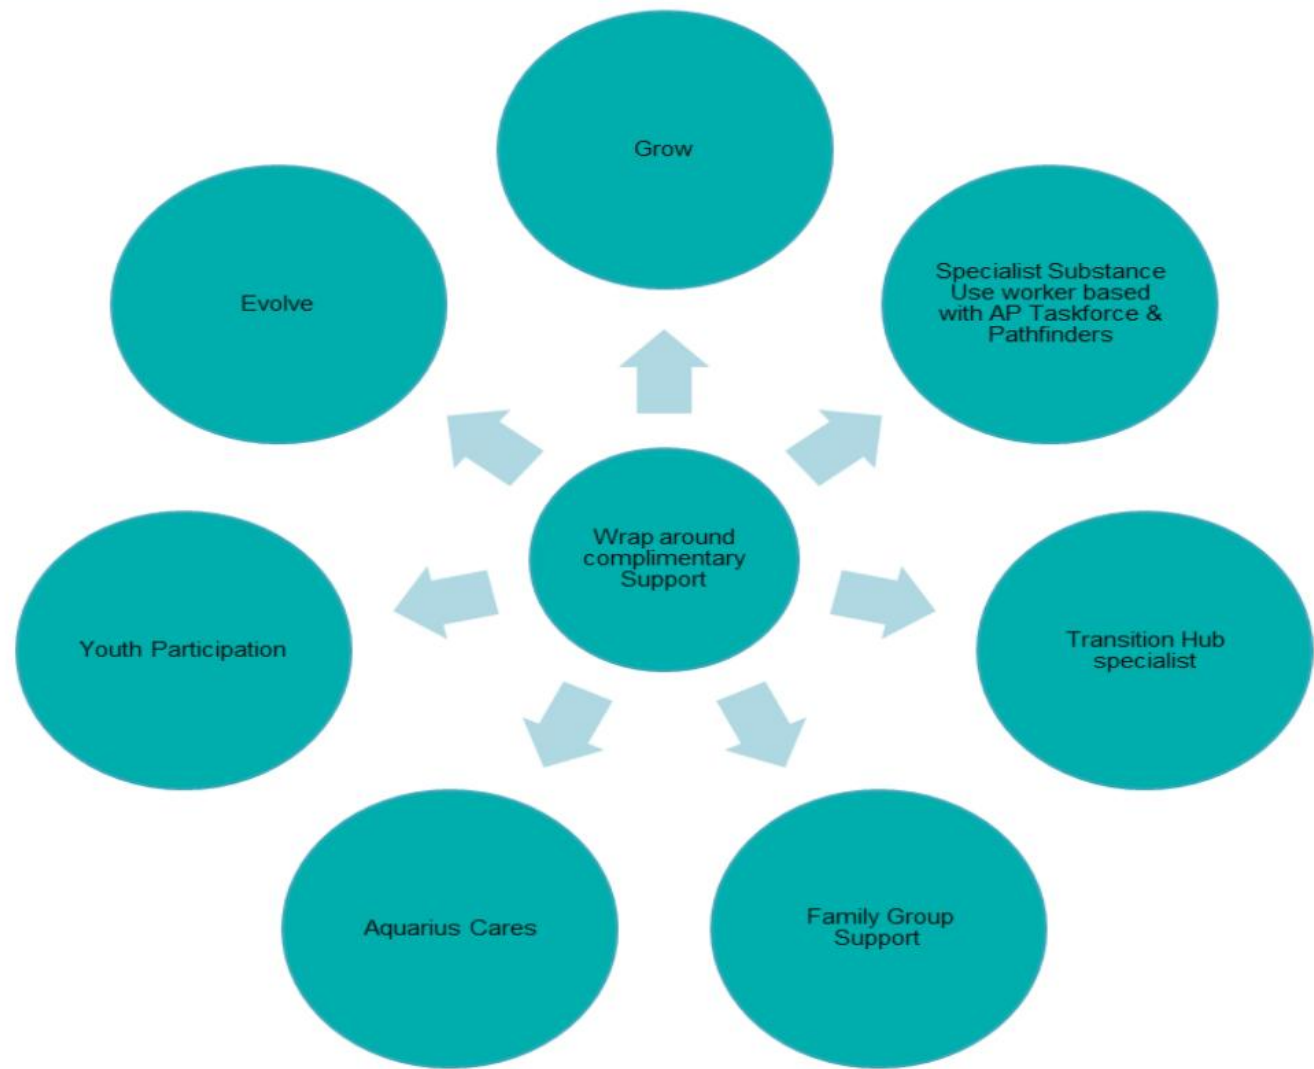 Grow
Evolve
Specialist Substance
Use worker based
with AP Taskforce &
Pathfinders
Wrap around
complimentary
Support
Youth Participation
Transition Hub
specialist
Aquarius Cares
Family Group
Support